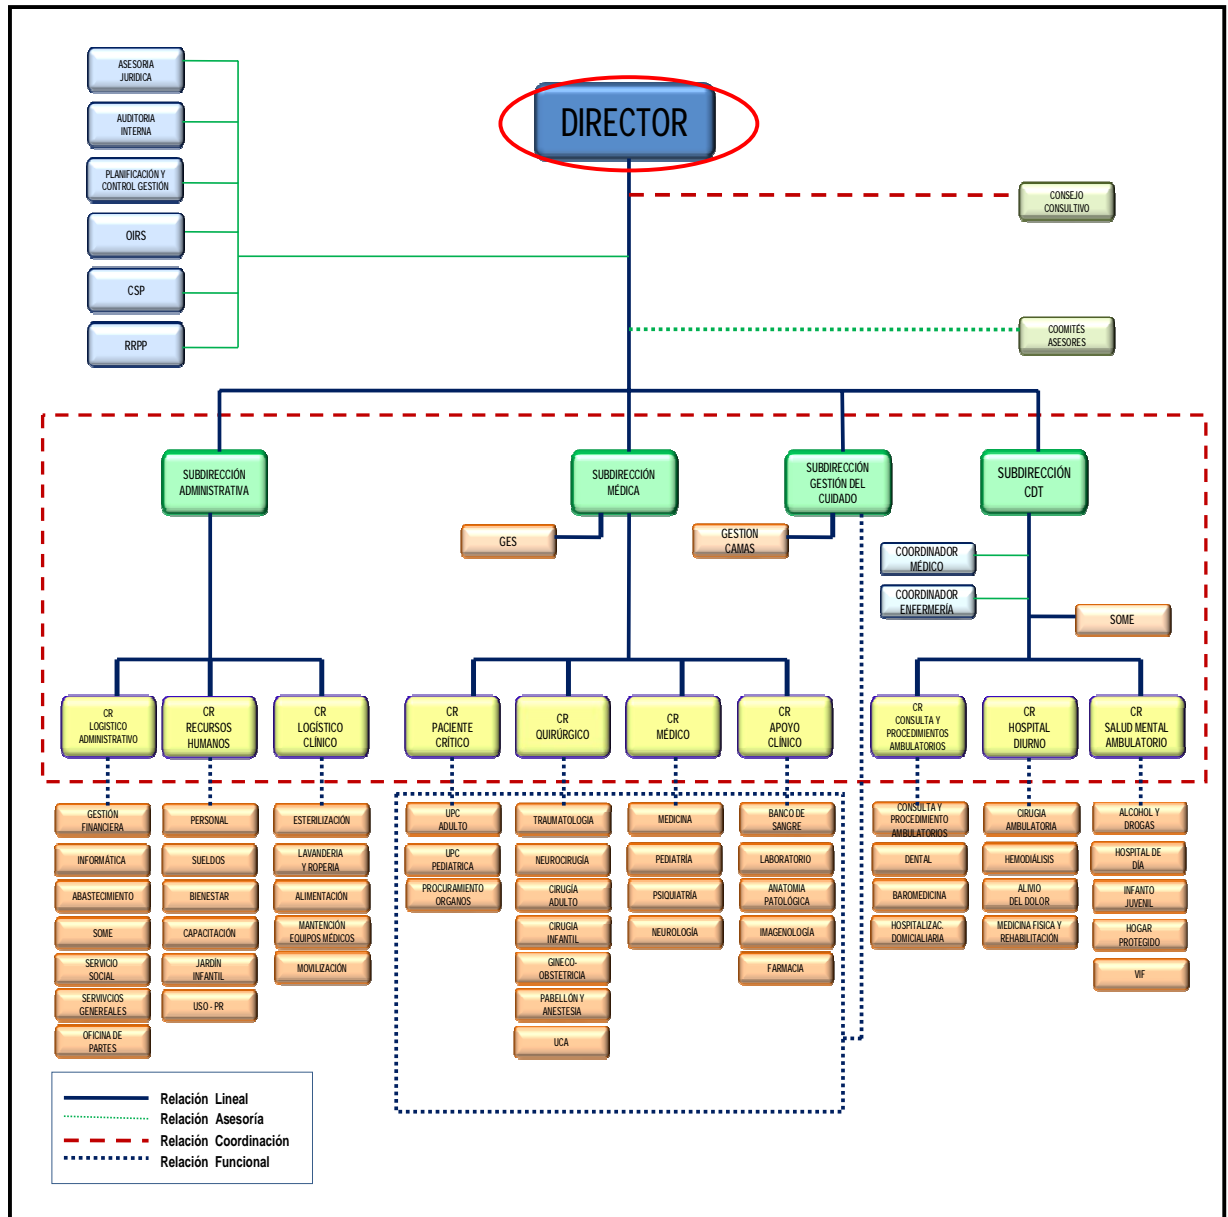 ASESORIA
JURIDICA
AUDITORIA
INTERNA
PLANIFICACIÓN Y
CONTROL GESTIÓN
OIRS
CSP
RRPP
DIRECTOR
CONSEJO
CONSULTIVO
COOMITÉS
ASESORES
SUBDIRECCIÓN
ADMINISTRATIVA
SUBDIRECCIÓN
MÉDICA
SUBDIRECCIÓN
GESTIÓN DEL
CUIDADO
SUBDIRECCIÓN
CDT
GES
GESTION
CAMAS
COORDINADOR
MÉDICO
COORDINADOR
ENFERMERÍA
SOME
CR
LOGISTICO
ADMINISTRATIVO
CR
RECURSOS
HUMANOS
CR
LOGÍSTICO
CLÍNICO
CR
PACIENTE
CRÍTICO
CR
QUIRÚRGICO
CR
MÉDICO
CR
APOYO
CLÍNICO
CR
CONSULTA Y
PROCEDIMIENTOS
AMBULATORIOS
CR
HOSPITAL
DIURNO
CR
SALUD MENTAL
AMBULATORIO
GESTIÓN
FINANCIERA
INFORMÁTICA
ABASTECIMIENTO
SOME
SERVICIO
SOCIAL
SERVIVCIOS
GENEREALES
OFICINA DE
PARTES
PERSONAL
SUELDOS
BIENESTAR
CAPACITACIÓN
JARDÍN
INFANTIL
USO - PR
ESTERILIZACIÓN
LAVANDERIA
Y ROPERIA
ALIMENTACIÓN
MANTENCIÓN
EQUIPOS MÉDICOS
MOVILIZACIÓN
UPC
ADULTO
UPC
PEDIATRICA
PROCURAMIENTO
ORGANOS
TRAUMATOLOGIA
NEUROCIRUGÍA
CIRUGÍA
ADULTO
CIRUGIA
INFANTIL
GINECO-
OBSTETRICIA
PABELLÓN Y
ANESTESIA
UCA
MEDICINA
PEDIATRÍA
PSIQUIATRÍA
NEUROLOGÍA
BANCO DE
SANGRE
LABORATORIO
ANATOMIA
PATOLÓGICA
IMAGENOLOGÍA
FARMACIA
CONSULTA Y
PROCEDIMIENTO
AMBULATORIOS
DENTAL
BAROMEDICINA
HOSPITALIZAC.
DOMICIALIARIA
CIRUGIA
AMBULATORIA
HEMODIÁLISIS
ALIVIO
DEL DOLOR
MEDICINA FISICA Y
REHABILITACIÓN
ALCOHOL Y
DROGAS
HOSPITAL DE
DÍA
INFANTO
JUVENIL
HOGAR
PROTEGIDO
VIF
Relación Lineal
Relación Asesoría
Relación Coordinación
Relación Funcional